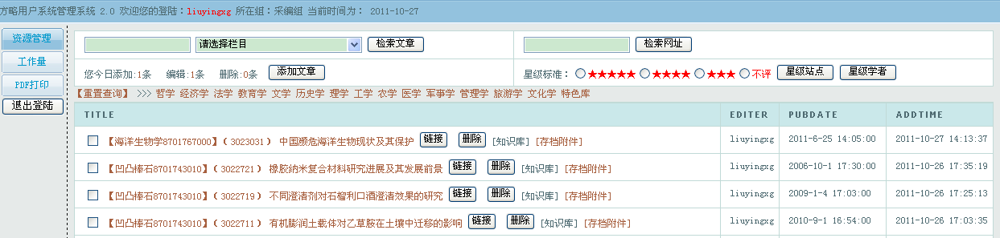 方略用户系统管理系统 2.0 欢迎您的登陆：liuyingxg 所在组：采编组 当前时间为： 2011-10-27
资源管理
工作量
PDF打印
退出登陆
请选择栏目 检索文章 检索网址
您今日添加:1条 编辑:1条 删除:0条 添加文章 星级标准： ★★★★★ ★★★★ ★★★ 不评 星级站点 星级学者
【重置查询】 >>> 哲学 经济学 法学 教育学 文学 历史学 理学 工学 农学 医学 军事学 管理学 旅游学 文化学 特色库
TITLE EDITER PUBDATE ADDTIME
【海洋生物学8701767000】（3023031） 中国濒危海洋生物现状及其保护 链接 删除 [知识库] [存档附件] liuyingxg 2011-6-25 14:05:00 2011-10-27 14:13:37
【凹凸棒石8701743010】（3022721） 橡胶纳米复合材料研究进展及其发展前景 链接 删除 [知识库] [存档附件] liuyingxg 2006-10-1 17:30:00 2011-10-26 17:35:19
【凹凸棒石8701743010】（3022719） 不同澄清剂对石榴利口酒澄清效果的研究 链接 删除 [知识库] [存档附件] liuyingxg 2009-1-4 17:03:00 2011-10-26 17:25:13
【凹凸棒石8701743010】（3022711） 有机膨润土载体对乙草胺在土壤中迁移的影响 链接 删除 [知识库] [存档附件] liuyingxg 2010-9-1 16:54:00 2011-10-26 17:03:35